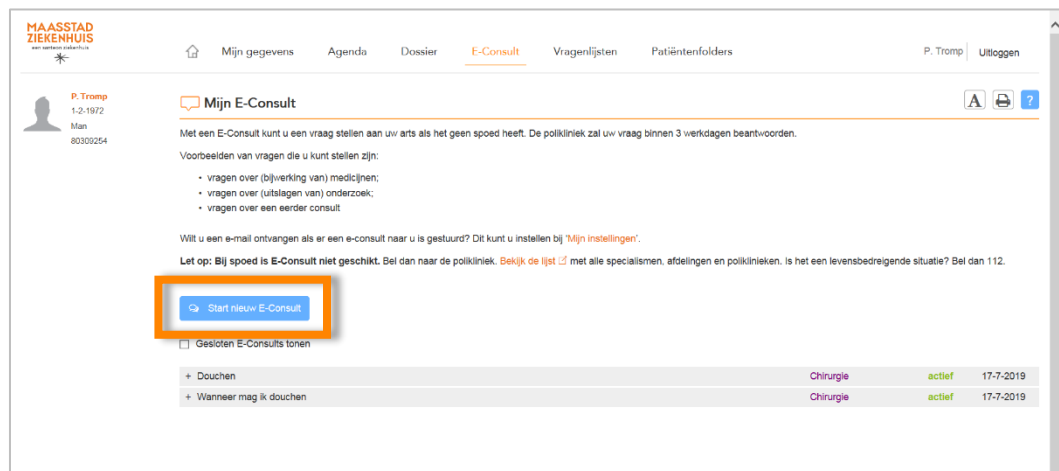 MAASSTAD
ZIEKENHUIS
een santeon ziekenhuis
Mijn gegevens Agenda Dossier E-Consult Vragenlijsten Patiëntenfolders P. Tromp Uitloggen
P. Tromp
1-2-1972
Man
80309254
Mijn E-Consult
A ?
Met een E-Consult kunt u een vraag stellen aan uw arts als het geen spoed heeft. De polikliniek zal uw vraag binnen 3 werkdagen beantwoorden.
Voorbeelden van vragen die u kunt stellen zijn:
• vragen over (bijwerking van) medicijnen;
• vragen over (uitslagen van) onderzoek;
• vragen over een eerder consult
Wilt u een e-mail ontvangen als er een e-consult naar u is gestuurd? Dit kunt u instellen bij 'Mijn instellingen'.
Let op: Bij spoed is E-Consult niet geschikt. Bel dan naar de polikliniek. Bekijk de lijst met alle specialismen, afdelingen en poliklinieken. Is het een levensbedreigende situatie? Bel dan 112.
Start nieuw E-Consult
Gesloten E-Consults tonen
+ Douchen Chirurgie actief 17-7-2019
+ Wanneer mag ik douchen Chirurgie actief 17-7-2019